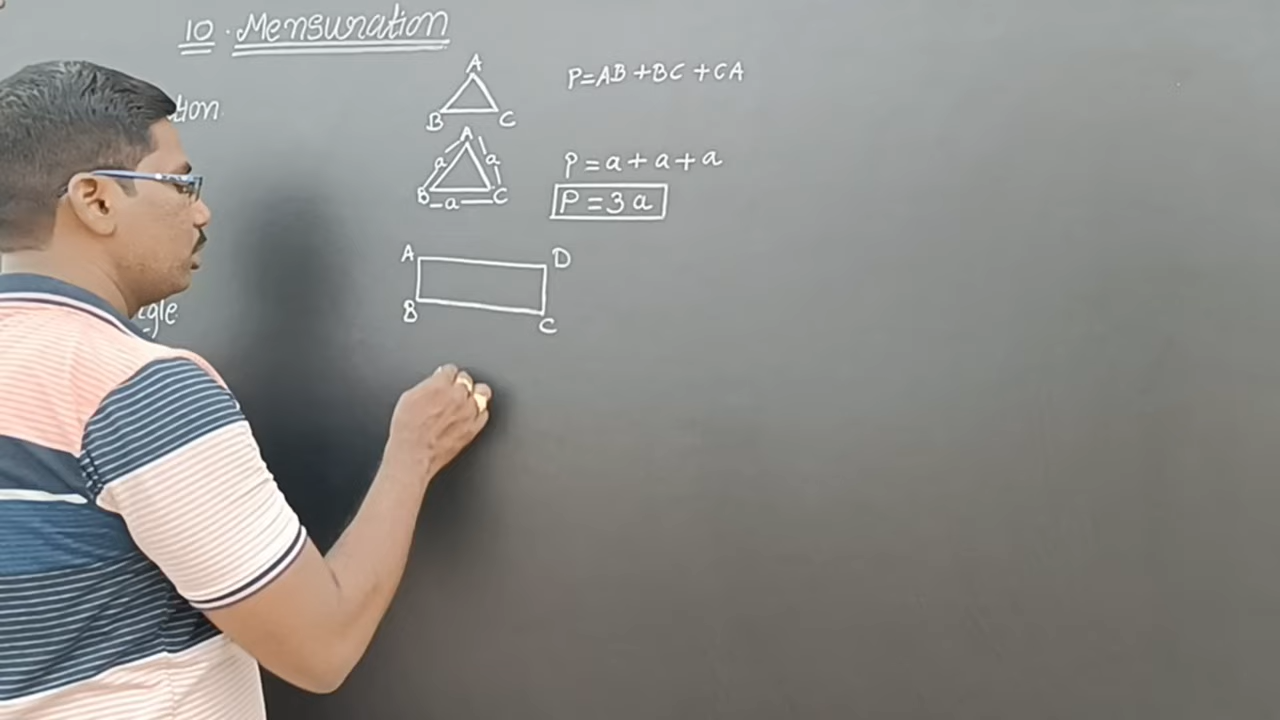 10. Mensuration
A
B C
P=AB+BC+CA
A
a a
B a C
P=a+a+a
P=3a
A D
B C